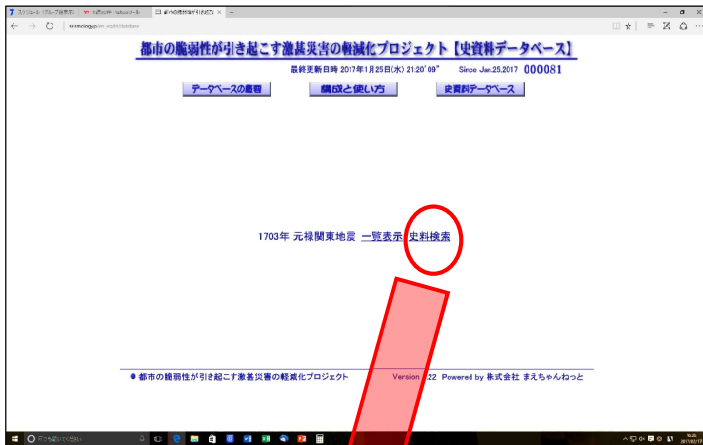 都市の脆弱性が引き起こす激甚災害の軽減化プロジェクト【史資料データベース】
最終更新日時 2017年1月25日(水) 21:20'09" Since Jan.25,2017 000081
データベースの概要 構成と使い方 史資料データベース
1703年 元禄関東地震 一覧表示 史料検索
都市の脆弱性が引き起こす激甚災害の軽減化プロジェクト Version .22 Powered by 株式会社 まえちゃんねっと
2017/02/17